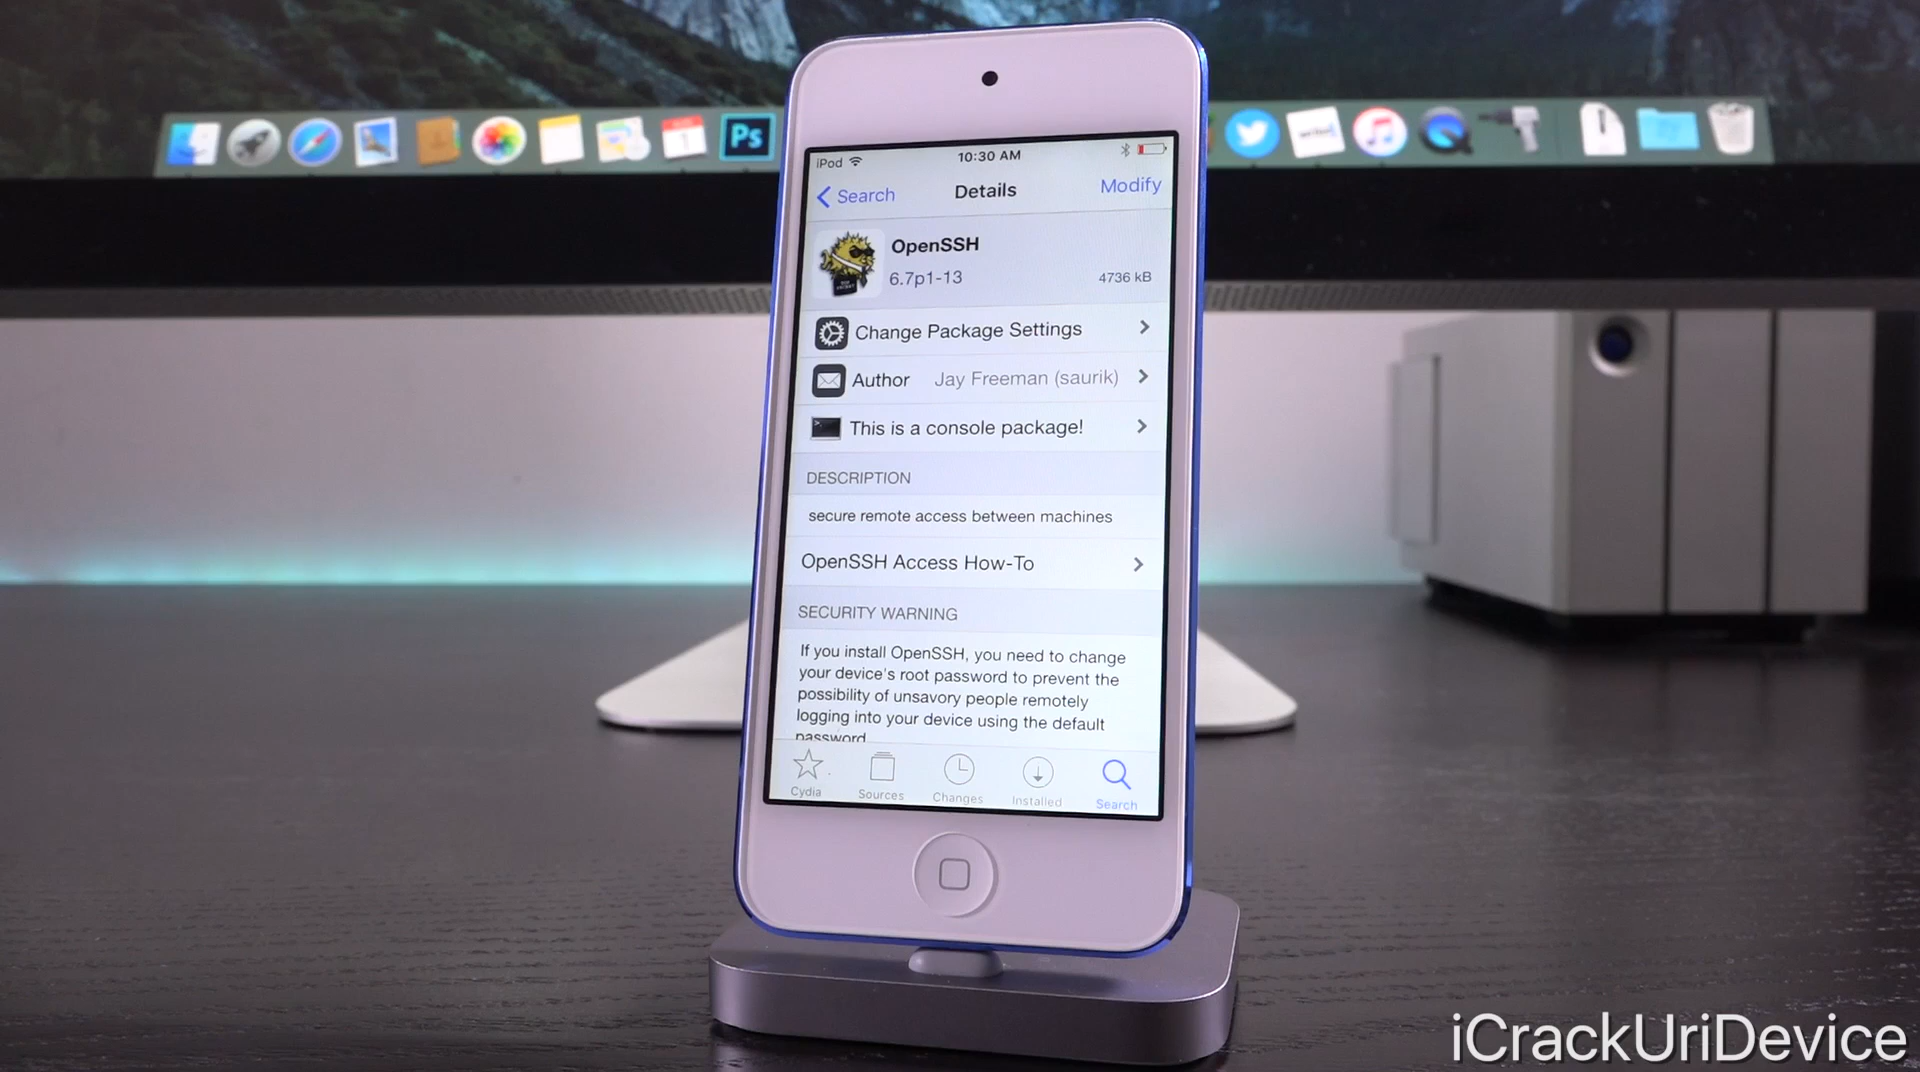 Ps
iPod
10:30 AM
Search
Details
Modify
OpenSSH
6.7p1-13
4736 kB
Change Package Settings
Author Jay Freeman (saurik)
This is a console package!
DESCRIPTION
secure remote access between machines
OpenSSH Access How-To
SECURITY WARNING
If you install OpenSSH, you need to change
your device's root password to prevent the
possibility of unsavory people remotely
logging into your device using the default
password
Cydia
Sources
Changes
Installed
Search
iCrackUriDevice